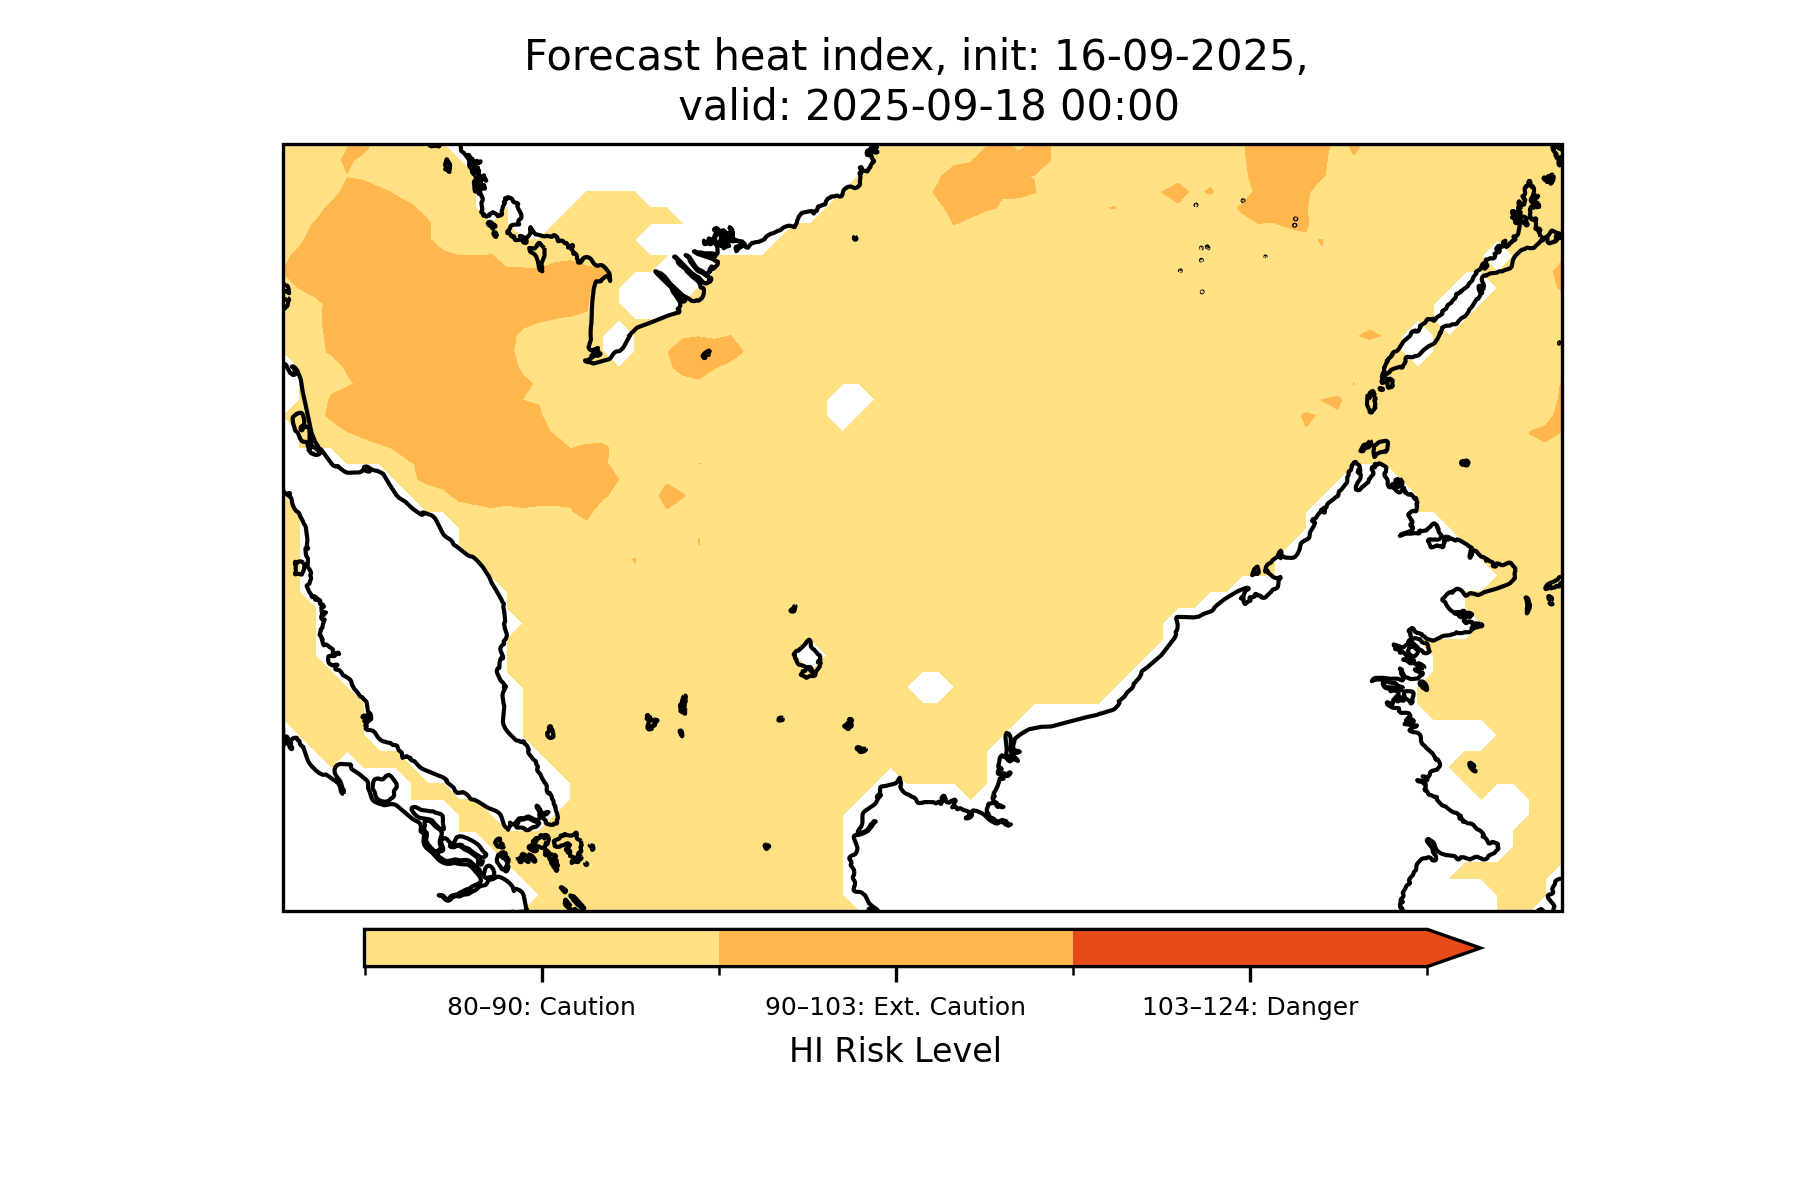 Forecast heat index, init: 16-09-2025,
valid: 2025-09-18 00:00
80–90: Caution
90–103: Ext. Caution
103–124: Danger
HI Risk Level